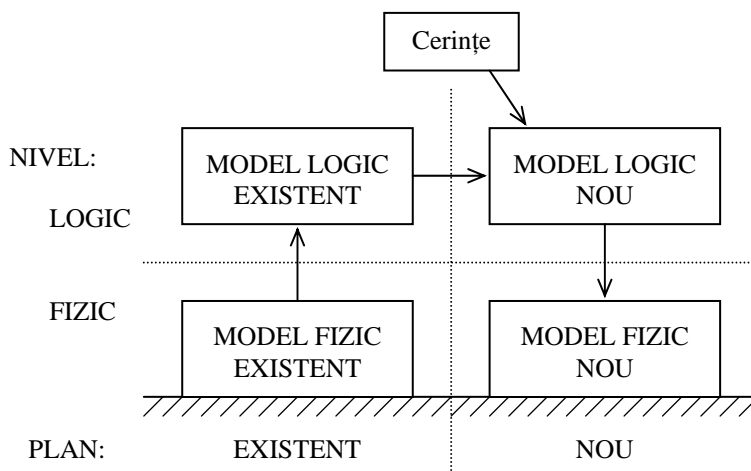 Cerințe
NIVEL:
MODEL LOGIC
EXISTENT
MODEL LOGIC
NOU
LOGIC
FIZIC
MODEL FIZIC
EXISTENT
MODEL FIZIC
NOU
PLAN:
EXISTENT
NOU